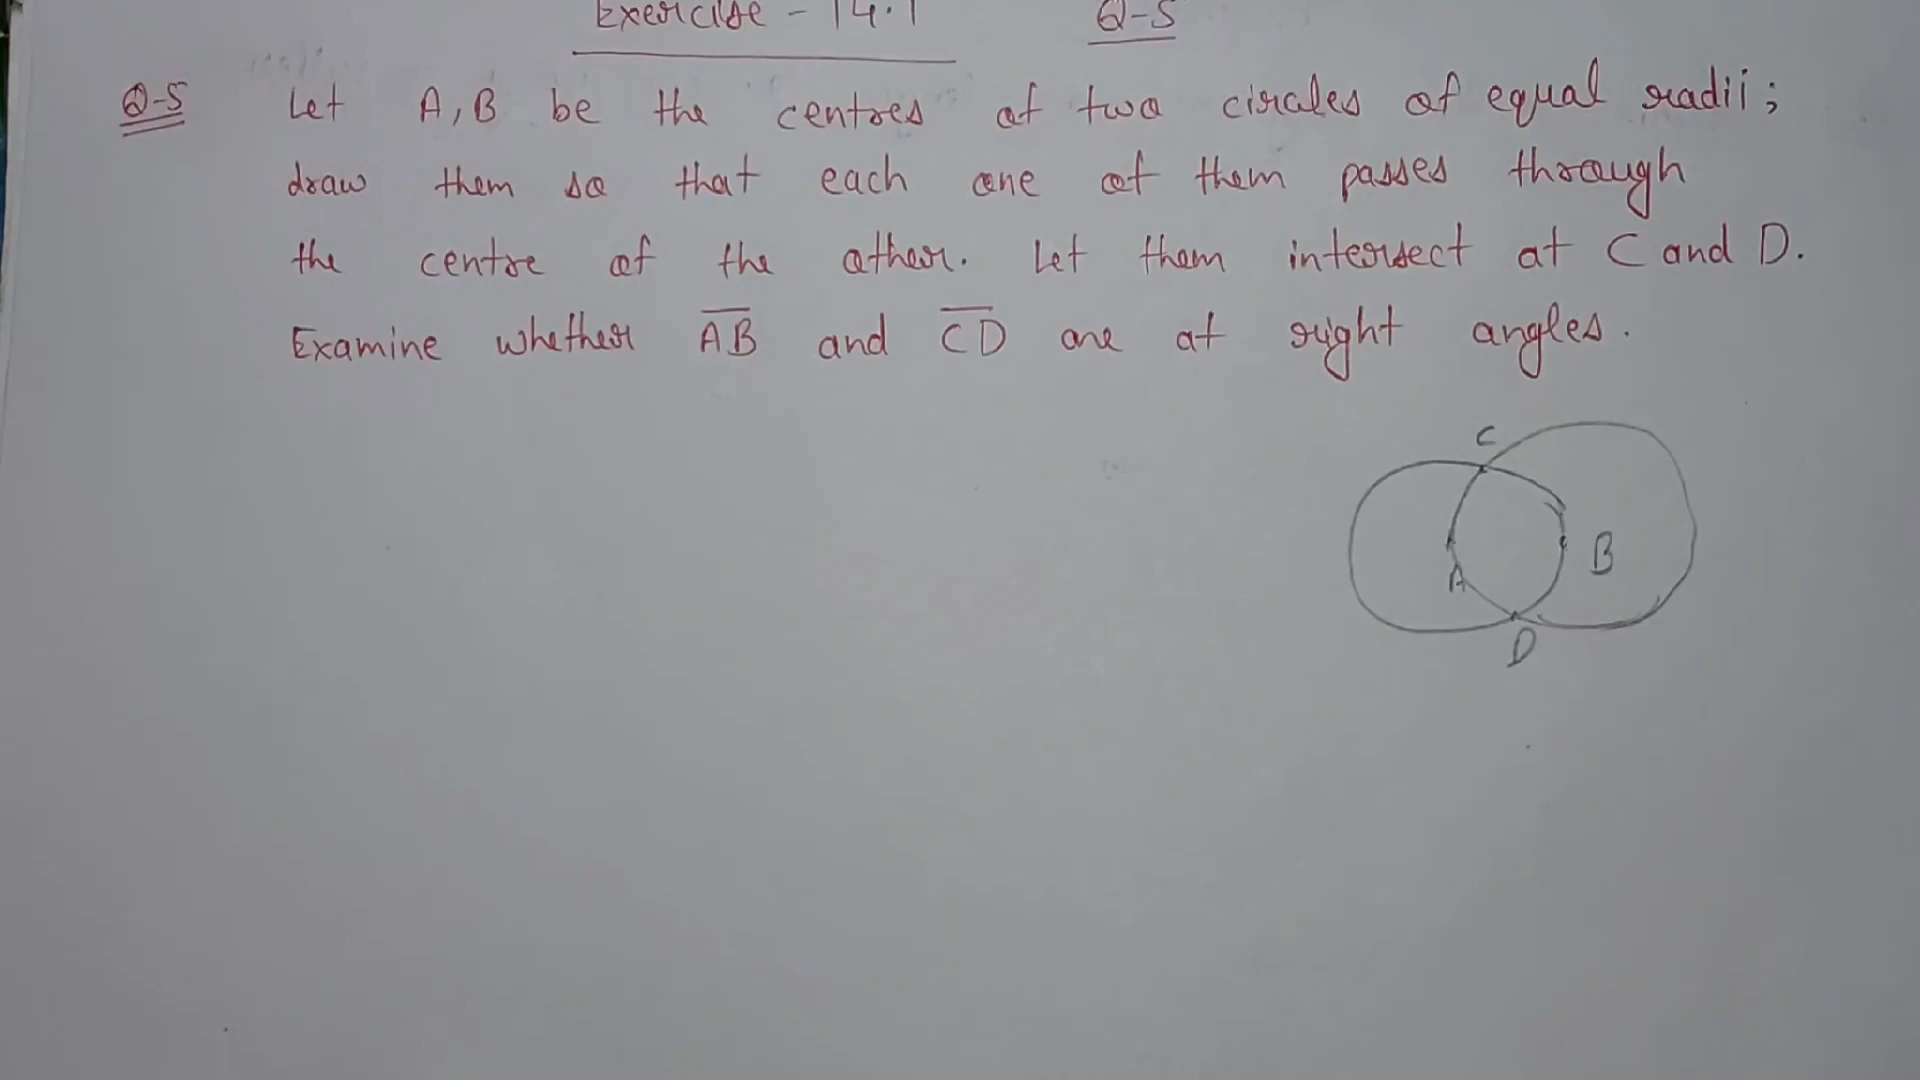 Exercise - 14.1 Q-5
Q-5 Let A, B be the centres of two circles of equal radii;
draw them so that each one of them passes through
the centre of the other. Let them intersect at C and D.
Examine whether AB and CD are at right angles.
C
B
A
D